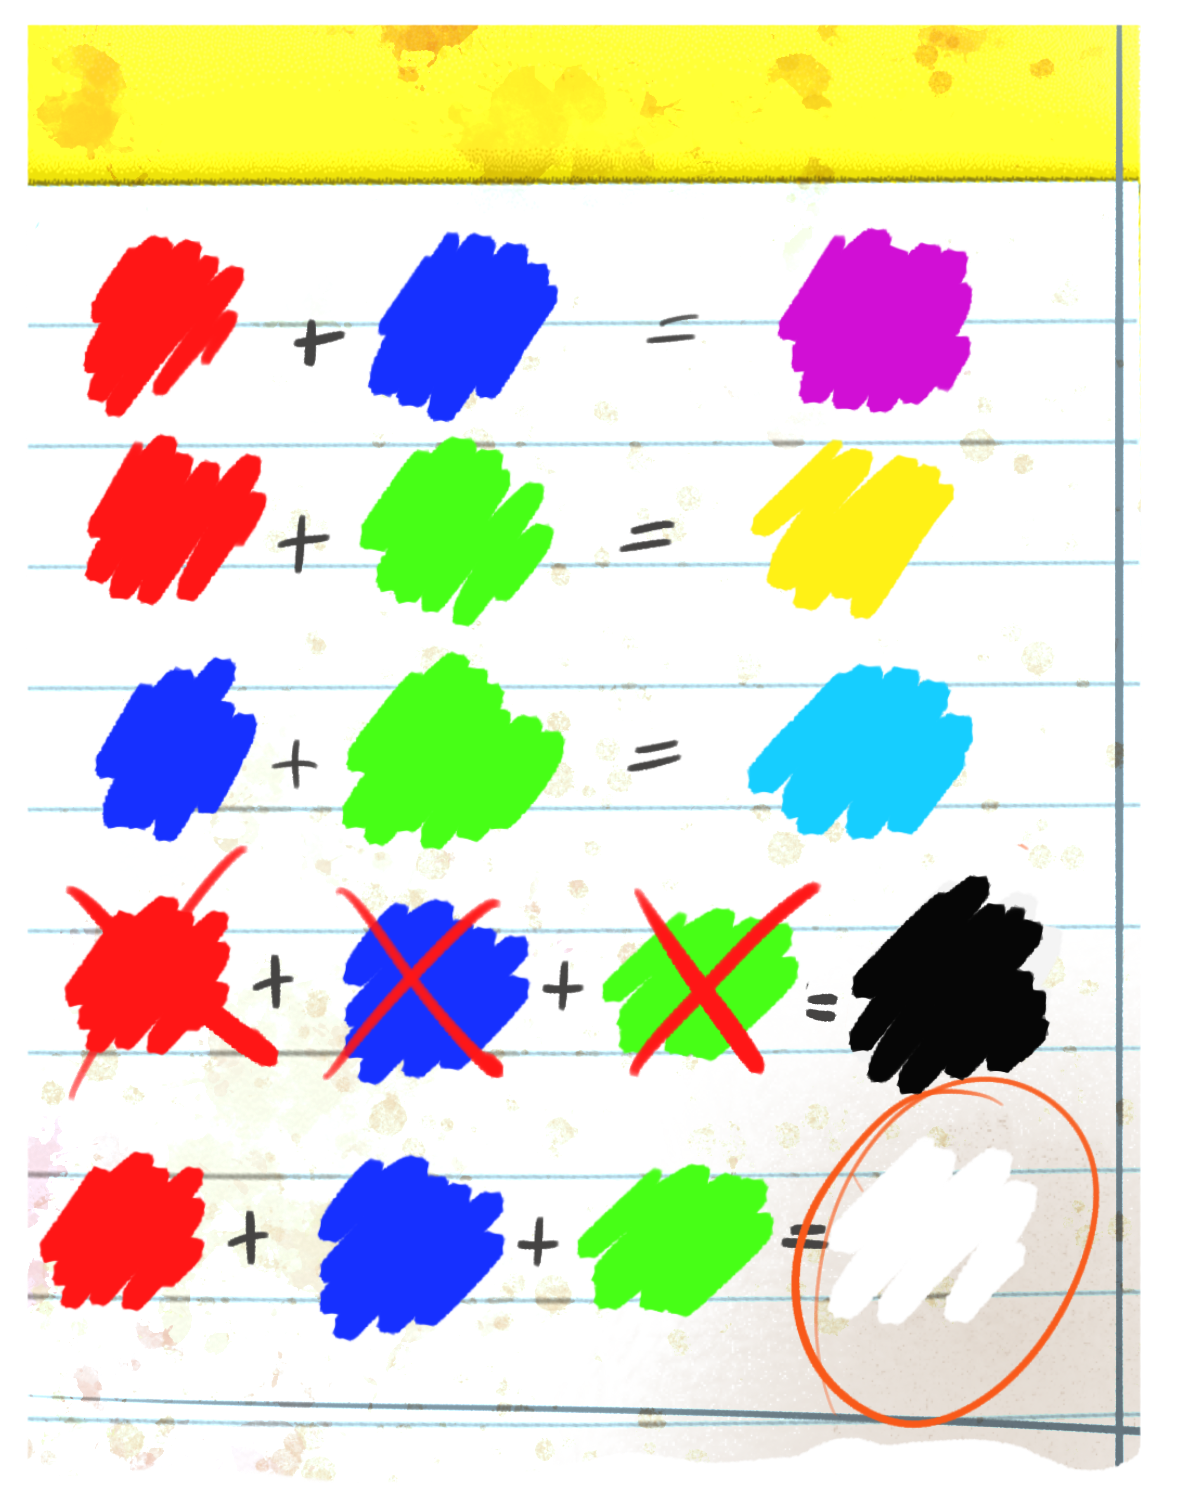 + =
+ =
+ =
+ + =
+ + =